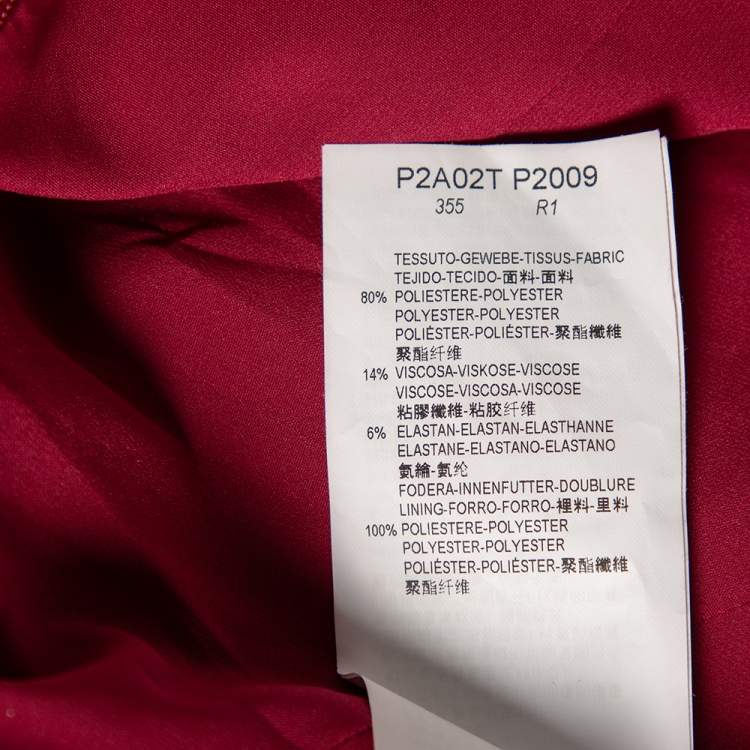 P2A02T P2009
355 R1
TESSUTO-GEWEBE-TISSUS-FABRIC
TEJIDO-TECIDO-面料-面料
80% POLIESTERE-POLYESTER
POLYESTER-POLYESTER
POLIÉSTER-POLIÉSTER-聚酯纖維
聚酯纤维
14% VISCOSA-VISKOSE-VISCOSE
VISCOSE-VISCOSA-VISCOSE
粘膠纖維-粘胶纤维
6% ELASTAN-ELASTAN-ELASTHANNE
ELASTANE-ELASTANO-ELASTANO
氨綸-氨纶
FODERA-INNENFUTTER-DOUBLURE
LINING-FORRO-FORRO-裡料-里料
100% POLIESTERE-POLYESTER
POLYESTER-POLYESTER
POLIÉSTER-POLIÉSTER-聚酯纖維
聚酯纤维